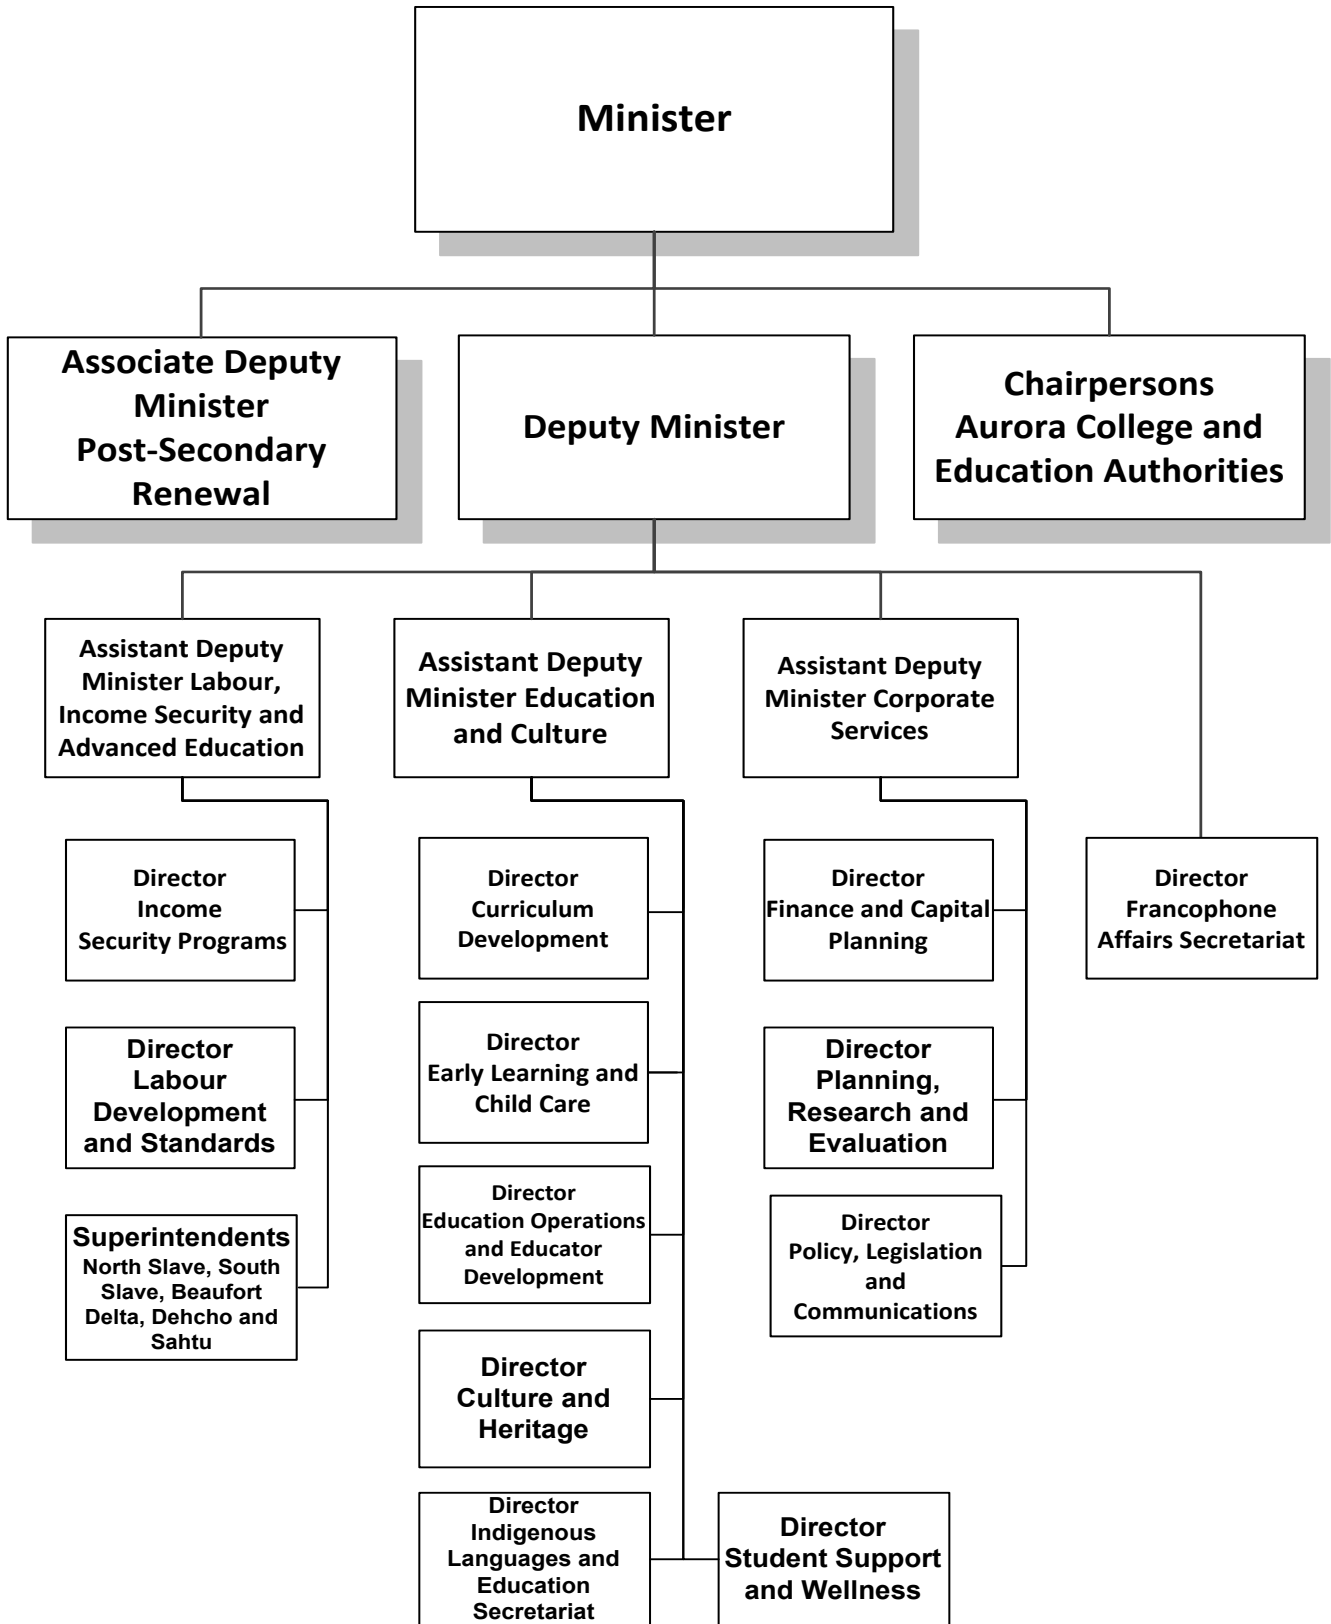 Minister
Associate Deputy
Minister
Post-Secondary
Renewal
Deputy Minister
Chairpersons
Aurora College and
Education Authorities
Assistant Deputy
Minister Labour,
Income Security and
Advanced Education
Assistant Deputy
Minister Education
and Culture
Assistant Deputy
Minister Corporate
Services
Director
Income
Security Programs
Director
Curriculum
Development
Director
Finance and Capital
Planning
Director
Francophone
Affairs Secretariat
Director
Labour
Development
and Standards
Director
Early Learning and
Child Care
Director
Planning,
Research and
Evaluation
Superintendents
North Slave, South
Slave, Beaufort
Delta, Dehcho and
Sahtu
Director
Education Operations
and Educator
Development
Director
Policy, Legislation
and
Communications
Director
Culture and
Heritage
Director
Indigenous
Languages and
Education
Secretariat
Director
Student Support
and Wellness